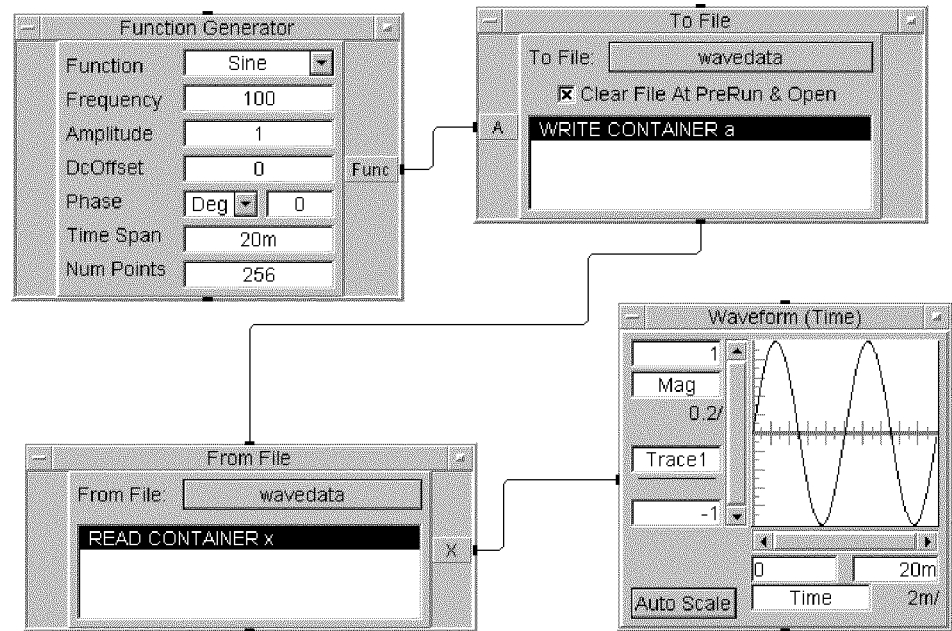 Function Generator
Function
Sine
Frequency
100
Amplitude
1
DcOffset
0
Phase
Deg
0
Time Span
20m
Num Points
256
Func
To File
To File:
wavedata
Clear File At PreRun & Open
A
WRITE CONTAINER a
From File
From File:
wavedata
READ CONTAINER x
X
Waveform (Time)
1
Mag
0.2/
Trace1
-1
Auto Scale
0
20m
Time
2m/